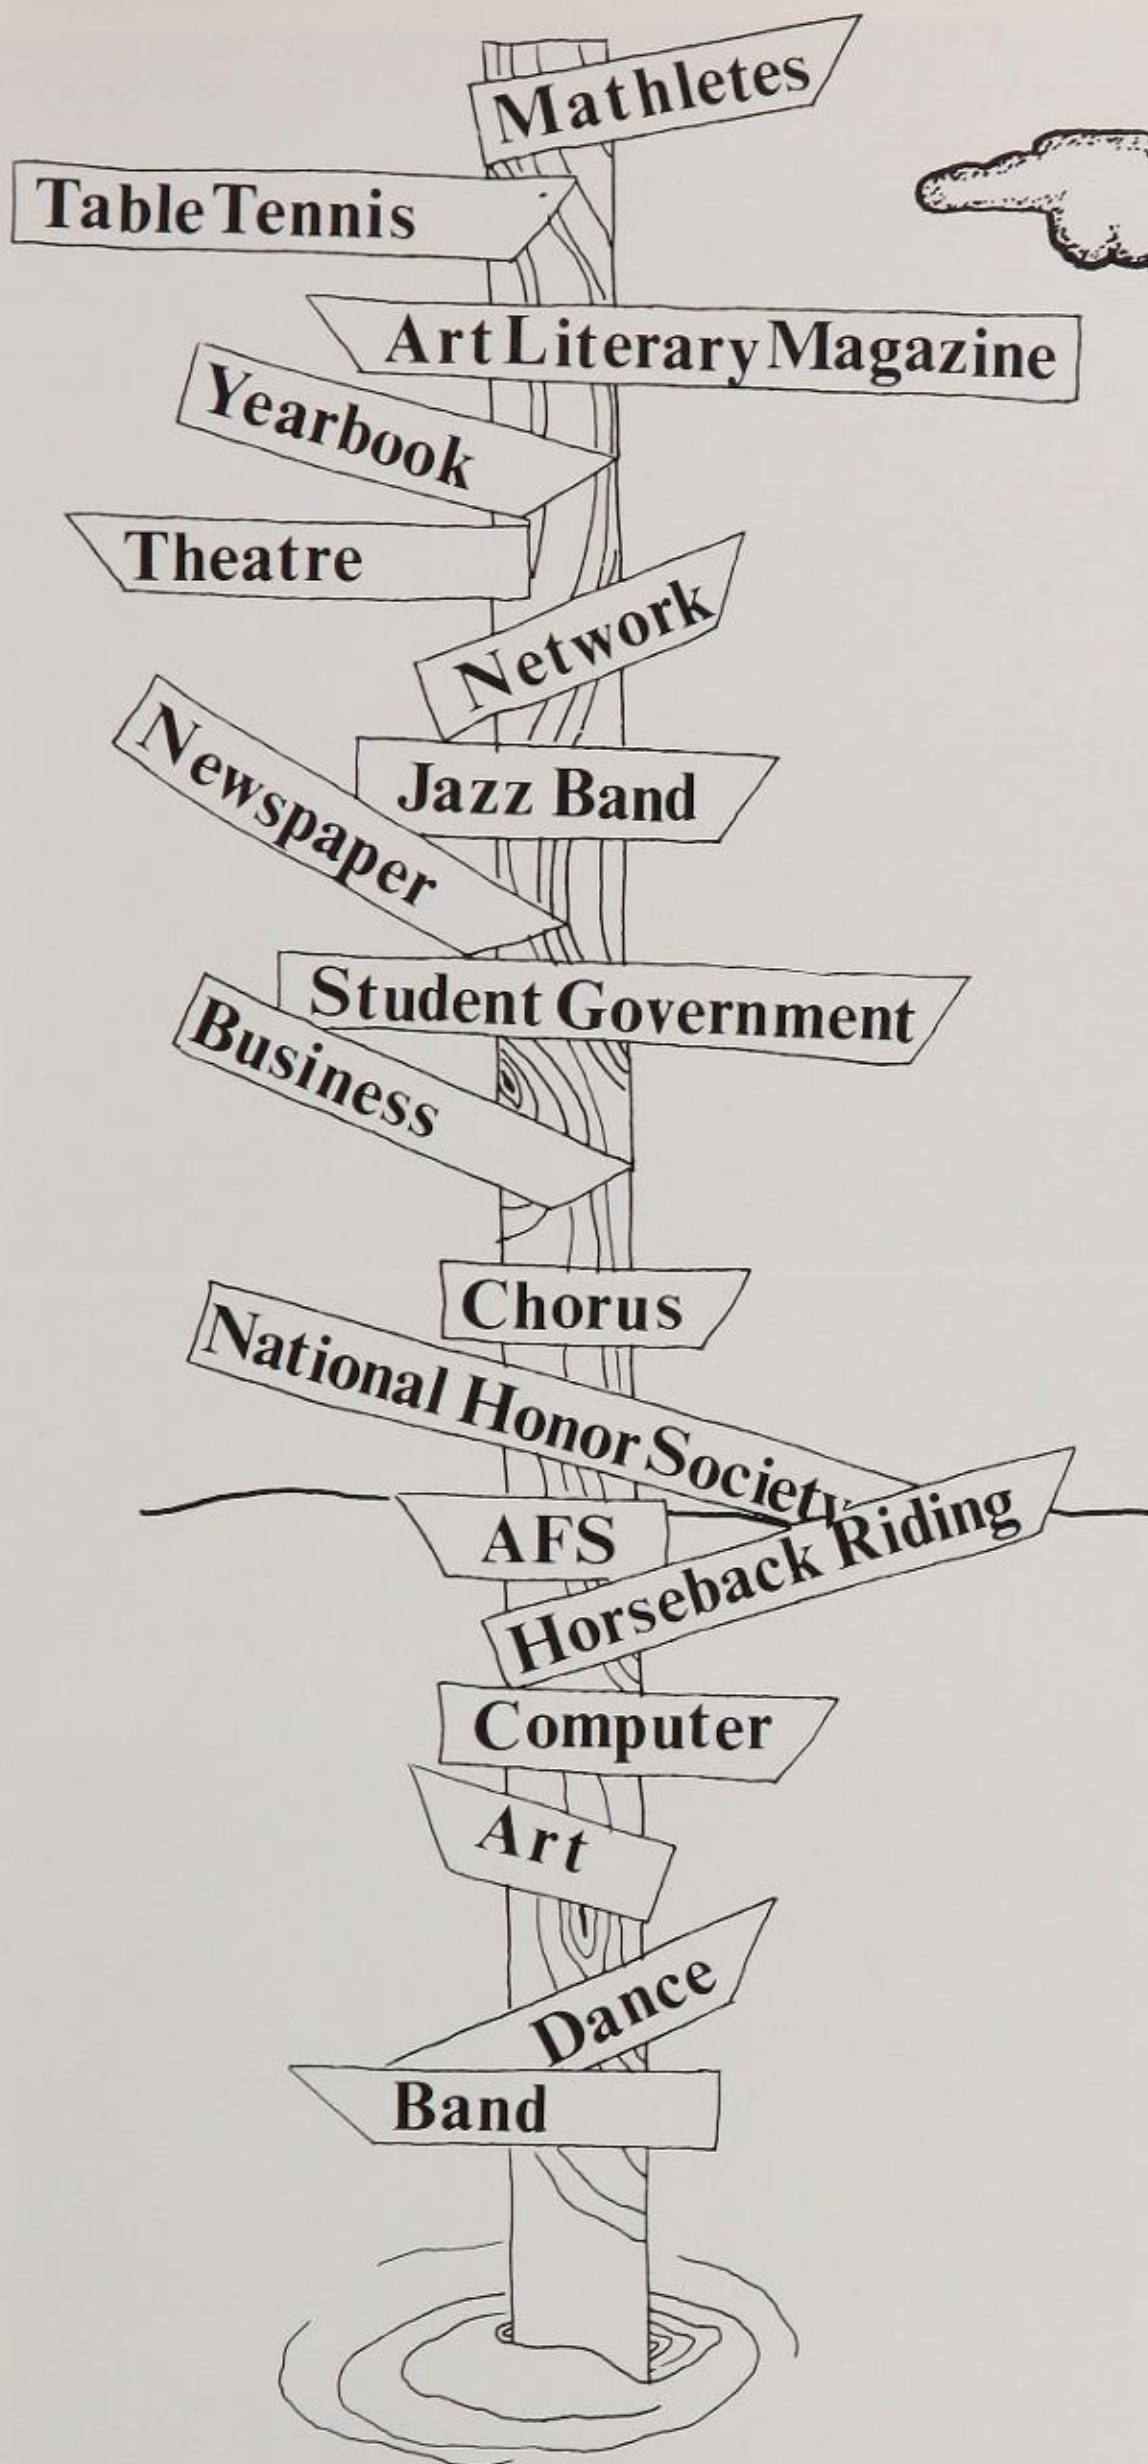 Mathletes
Table Tennis
Art Literary Magazine
Yearbook
Theatre
Network
Newspaper
Jazz Band
Student Government
Business
Chorus
National Honor Society
AFS
Horseback Riding
Computer
Art
Dance
Band